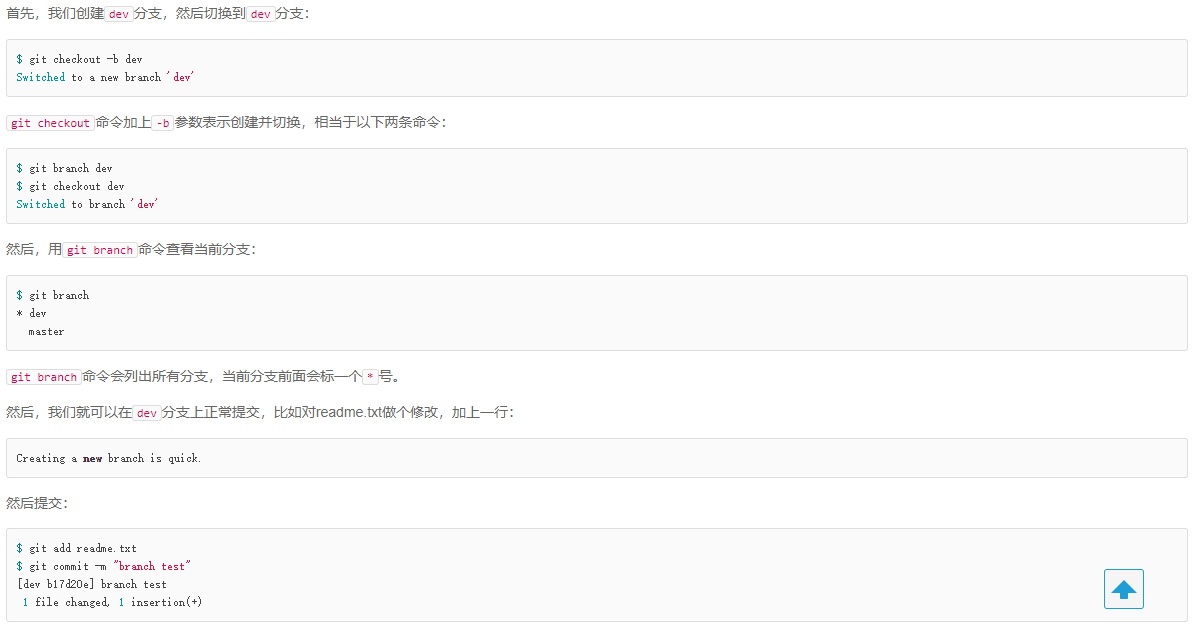 首先，我们创建dev分支，然后切换到dev分支：
$ git checkout -b dev
Switched to a new branch 'dev'
git checkout命令加上-b参数表示创建并切换，相当于以下两条命令：
$ git branch dev
$ git checkout dev
Switched to branch 'dev'
然后，用git branch命令查看当前分支：
$ git branch
* dev
  master
git branch命令会列出所有分支，当前分支前面会标一个*号。
然后，我们就可以在dev分支上正常提交，比如对readme.txt做个修改，加上一行：
Creating a new branch is quick.
然后提交：
$ git add readme.txt
$ git commit -m "branch test"
[dev b17d20e] branch test
 1 file changed, 1 insertion(+)